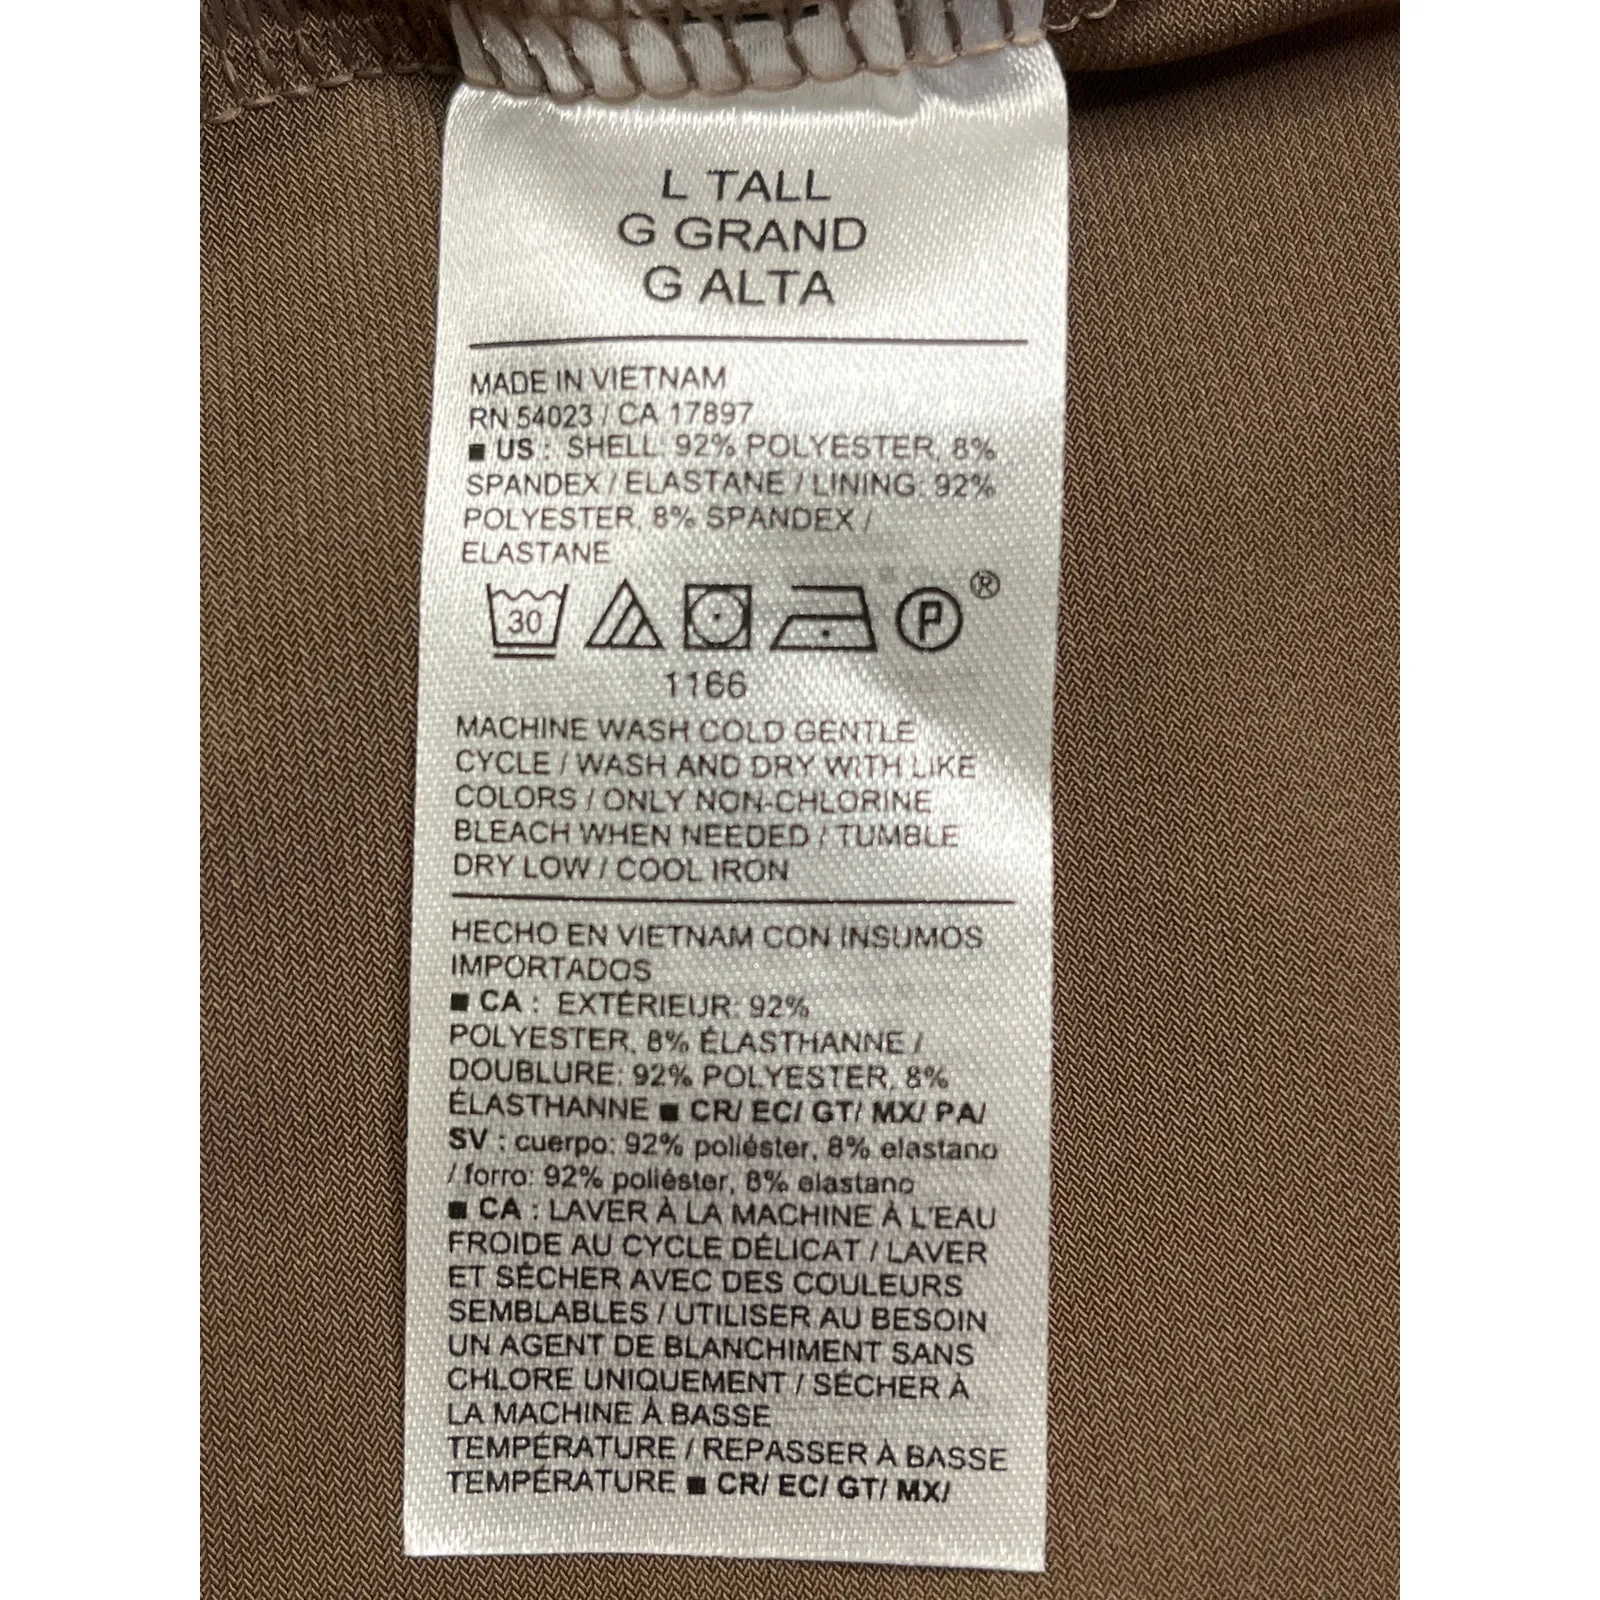 L TALL
G GRAND
G ALTA
MADE IN VIETNAM
RN 54023 / CA 17897
■ US : SHELL: 92% POLYESTER, 8%
SPANDEX / ELASTANE / LINING: 92%
POLYESTER, 8% SPANDEX /
ELASTANE
30 P ®
1166
MACHINE WASH COLD GENTLE
CYCLE / WASH AND DRY WITH LIKE
COLORS / ONLY NON-CHLORINE
BLEACH WHEN NEEDED / TUMBLE
DRY LOW / COOL IRON
HECHO EN VIETNAM CON INSUMOS
IMPORTADOS
■ CA : EXTÉRIEUR: 92%
POLYESTER, 8% ÉLASTHANNE /
DOUBLURE: 92% POLYESTER, 8%
ÉLASTHANNE ■ CR/ EC/ GT/ MX/ PA/
SV : cuerpo: 92% poliéster, 8% elastano
/ forro: 92% poliéster, 8% elastano
■ CA : LAVER À LA MACHINE À L'EAU
FROIDE AU CYCLE DÉLICAT / LAVER
ET SÉCHER AVEC DES COULEURS
SEMBLABLES / UTILISER AU BESOIN
UN AGENT DE BLANCHIMENT SANS
CHLORE UNIQUEMENT / SÉCHER À
LA MACHINE À BASSE
TEMPÉRATURE / REPASSER À BASSE
TEMPÉRATURE ■ CR/ EC/ GT/ MX/